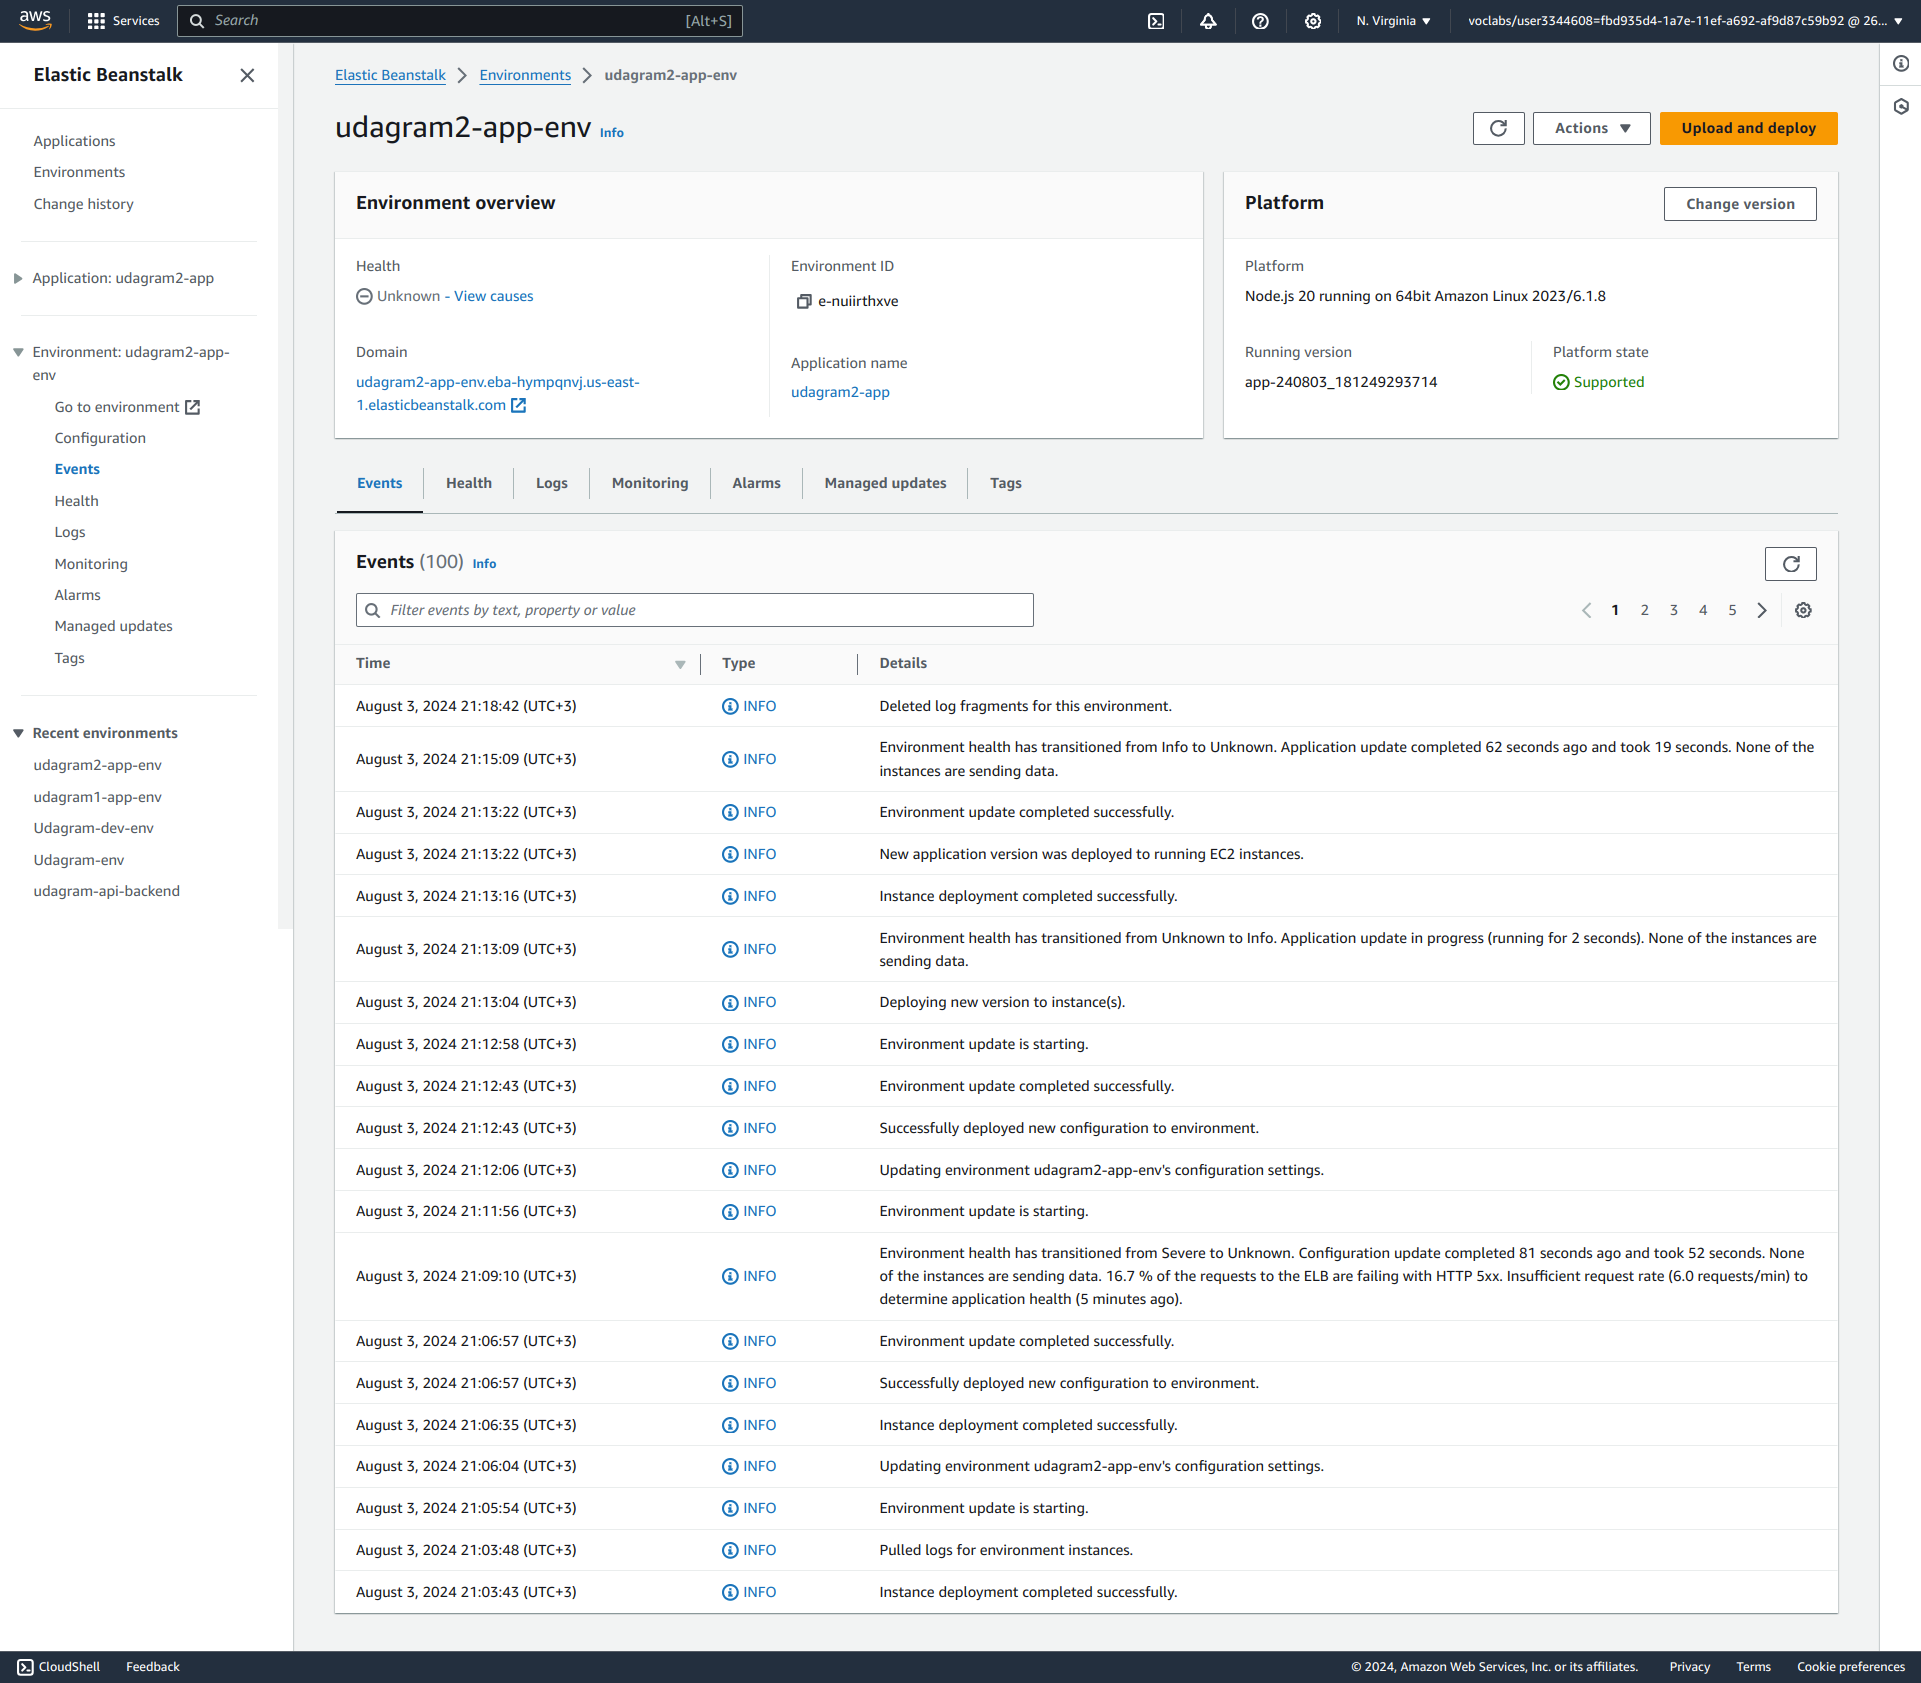 aws
Services
Search
[Alt+S]
N. Virginia
voclabs/user3344608=fbd935d4-1a7e-11ef-a692-af9d87c59b92 @ 26...
Elastic Beanstalk
Applications
Environments
Change history
Application: udagram2-app
Environment: udagram2-app-
env
Go to environment
Configuration
Events
Health
Logs
Monitoring
Alarms
Managed updates
Tags
Recent environments
udagram2-app-env
udagram1-app-env
Udagram-dev-env
Udagram-env
udagram-api-backend
Elastic Beanstalk
Environments
udagram2-app-env
udagram2-app-env Info
Actions
Upload and deploy
Environment overview
Health
Unknown - View causes
Domain
udagram2-app-env.eba-hympqnvj.us-east-
1.elasticbeanstalk.com
Environment ID
e-nuiirthxve
Application name
udagram2-app
Platform
Change version
Platform
Node.js 20 running on 64bit Amazon Linux 2023/6.1.8
Running version
app-240803_181249293714
Platform state
Supported
Events
Health
Logs
Monitoring
Alarms
Managed updates
Tags
Events (100) Info
Filter events by text, property or value
1 2 3 4 5
Time Type Details
August 3, 2024 21:18:42 (UTC+3) INFO Deleted log fragments for this environment.
August 3, 2024 21:15:09 (UTC+3) INFO Environment health has transitioned from Info to Unknown. Application update completed 62 seconds ago and took 19 seconds. None of the
instances are sending data.
August 3, 2024 21:13:22 (UTC+3) INFO Environment update completed successfully.
August 3, 2024 21:13:22 (UTC+3) INFO New application version was deployed to running EC2 instances.
August 3, 2024 21:13:16 (UTC+3) INFO Instance deployment completed successfully.
August 3, 2024 21:13:09 (UTC+3) INFO Environment health has transitioned from Unknown to Info. Application update in progress (running for 2 seconds). None of the instances are
sending data.
August 3, 2024 21:13:04 (UTC+3) INFO Deploying new version to instance(s).
August 3, 2024 21:12:58 (UTC+3) INFO Environment update is starting.
August 3, 2024 21:12:43 (UTC+3) INFO Environment update completed successfully.
August 3, 2024 21:12:43 (UTC+3) INFO Successfully deployed new configuration to environment.
August 3, 2024 21:12:06 (UTC+3) INFO Updating environment udagram2-app-env's configuration settings.
August 3, 2024 21:11:56 (UTC+3) INFO Environment update is starting.
August 3, 2024 21:09:10 (UTC+3) INFO Environment health has transitioned from Severe to Unknown. Configuration update completed 81 seconds ago and took 52 seconds. None
of the instances are sending data. 16.7 % of the requests to the ELB are failing with HTTP 5xx. Insufficient request rate (6.0 requests/min) to
determine application health (5 minutes ago).
August 3, 2024 21:06:57 (UTC+3) INFO Environment update completed successfully.
August 3, 2024 21:06:57 (UTC+3) INFO Successfully deployed new configuration to environment.
August 3, 2024 21:06:35 (UTC+3) INFO Instance deployment completed successfully.
August 3, 2024 21:06:04 (UTC+3) INFO Updating environment udagram2-app-env's configuration settings.
August 3, 2024 21:05:54 (UTC+3) INFO Environment update is starting.
August 3, 2024 21:03:48 (UTC+3) INFO Pulled logs for environment instances.
August 3, 2024 21:03:43 (UTC+3) INFO Instance deployment completed successfully.
CloudShell
Feedback
© 2024, Amazon Web Services, Inc. or its affiliates.
Privacy
Terms
Cookie preferences